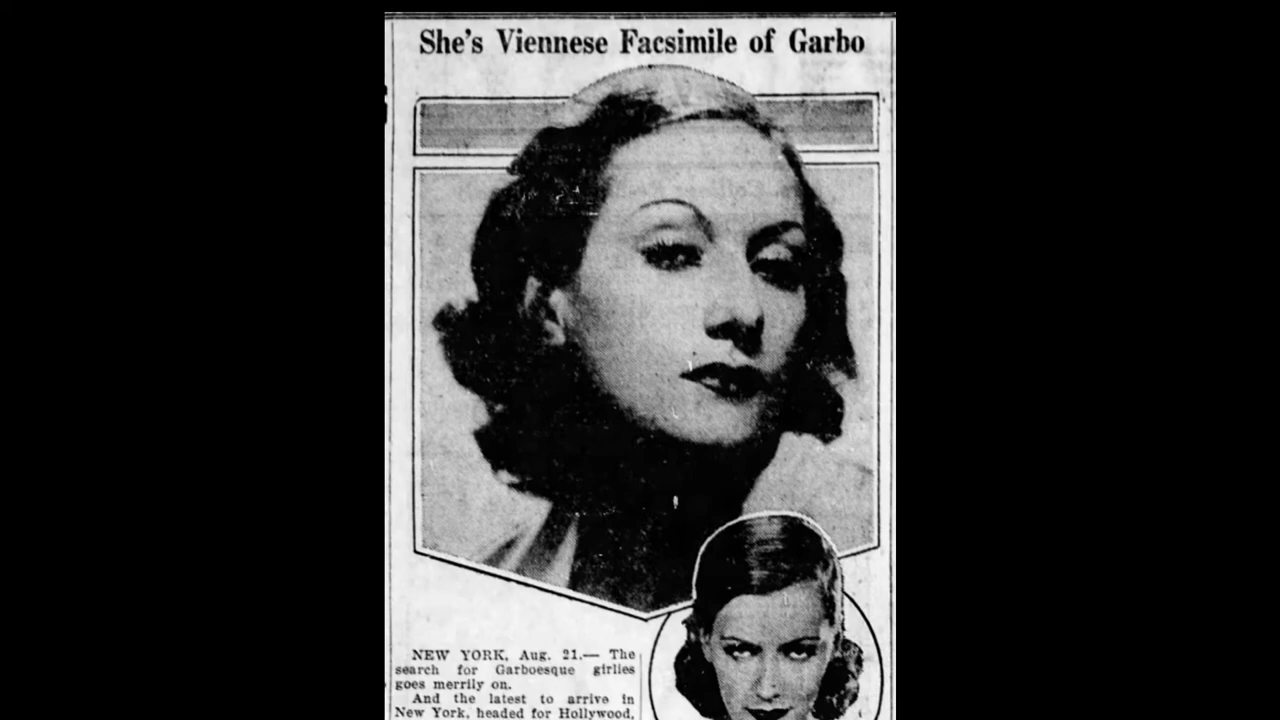 She's Viennese Facsimile of Garbo
NEW YORK, Aug. 21.— The
search for Garboesque girlies
goes merrily on.
And the latest to arrive in
New York, headed for Hollywood,